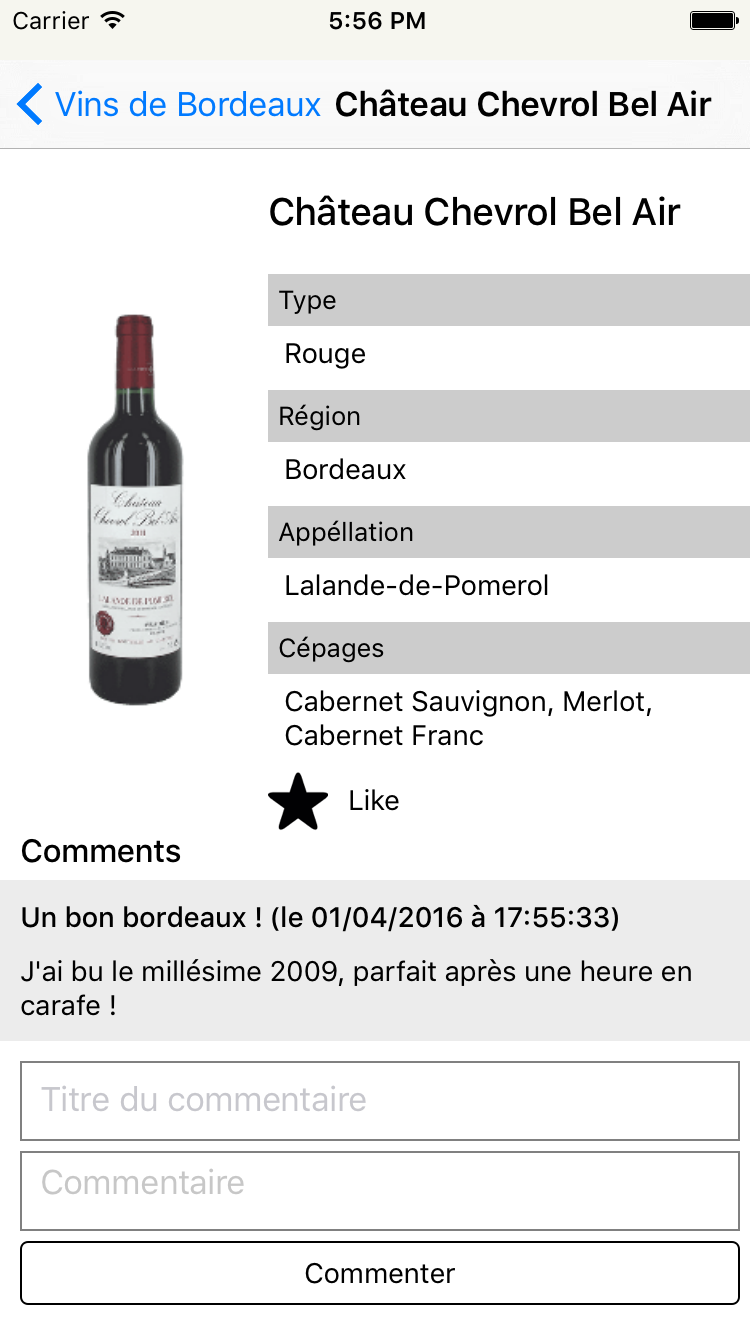 Carrier 5:56 PM
Vins de Bordeaux Château Chevrol Bel Air
Château Chevrol Bel Air
Type
Rouge
Région
Bordeaux
Appéllation
Lalande-de-Pomerol
Cépages
Cabernet Sauvignon, Merlot,
Cabernet Franc
Like
Château
Chevrol Bel Air
LALANDE DE POMEROL
Comments
Un bon bordeaux ! (le 01/04/2016 à 17:55:33)
J'ai bu le millésime 2009, parfait après une heure en
carafe !
Titre du commentaire
Commentaire
Commenter